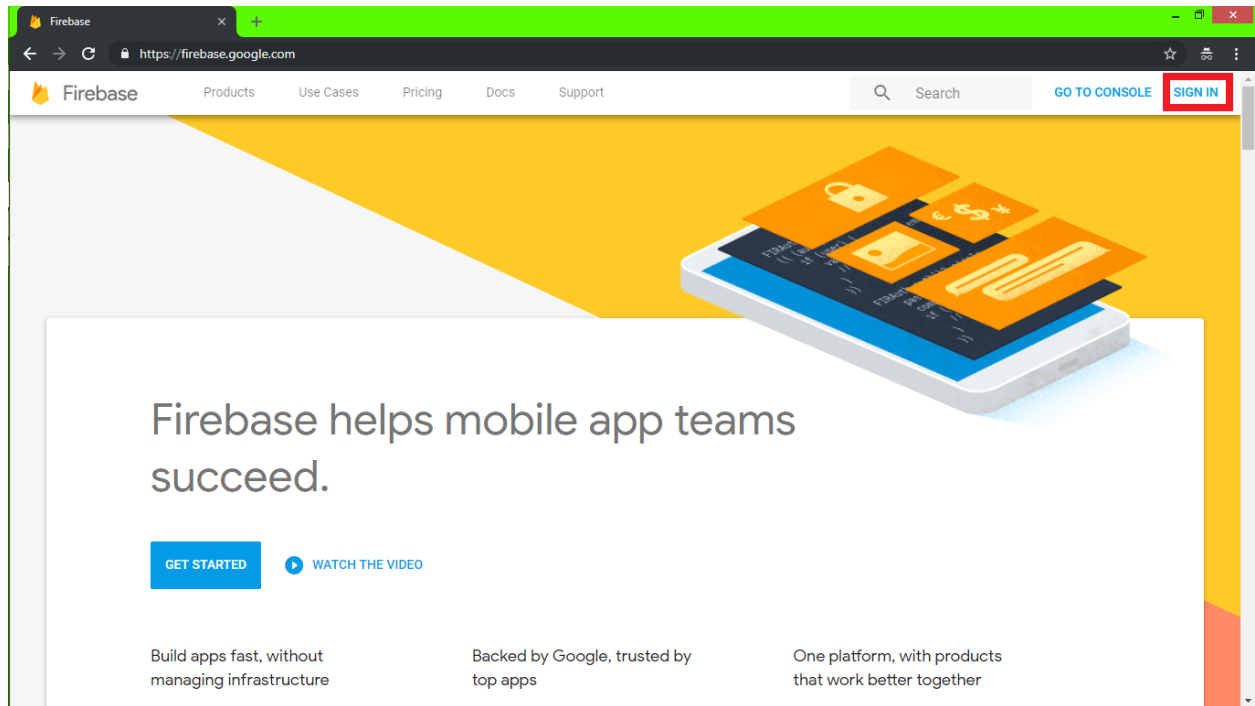 Firebase
https://firebase.google.com
Firebase Products Use Cases Pricing Docs Support Search GO TO CONSOLE SIGN IN
Firebase helps mobile app teams
succeed.
GET STARTED WATCH THE VIDEO
Build apps fast, without
managing infrastructure
Backed by Google, trusted by
top apps
One platform, with products
that work better together